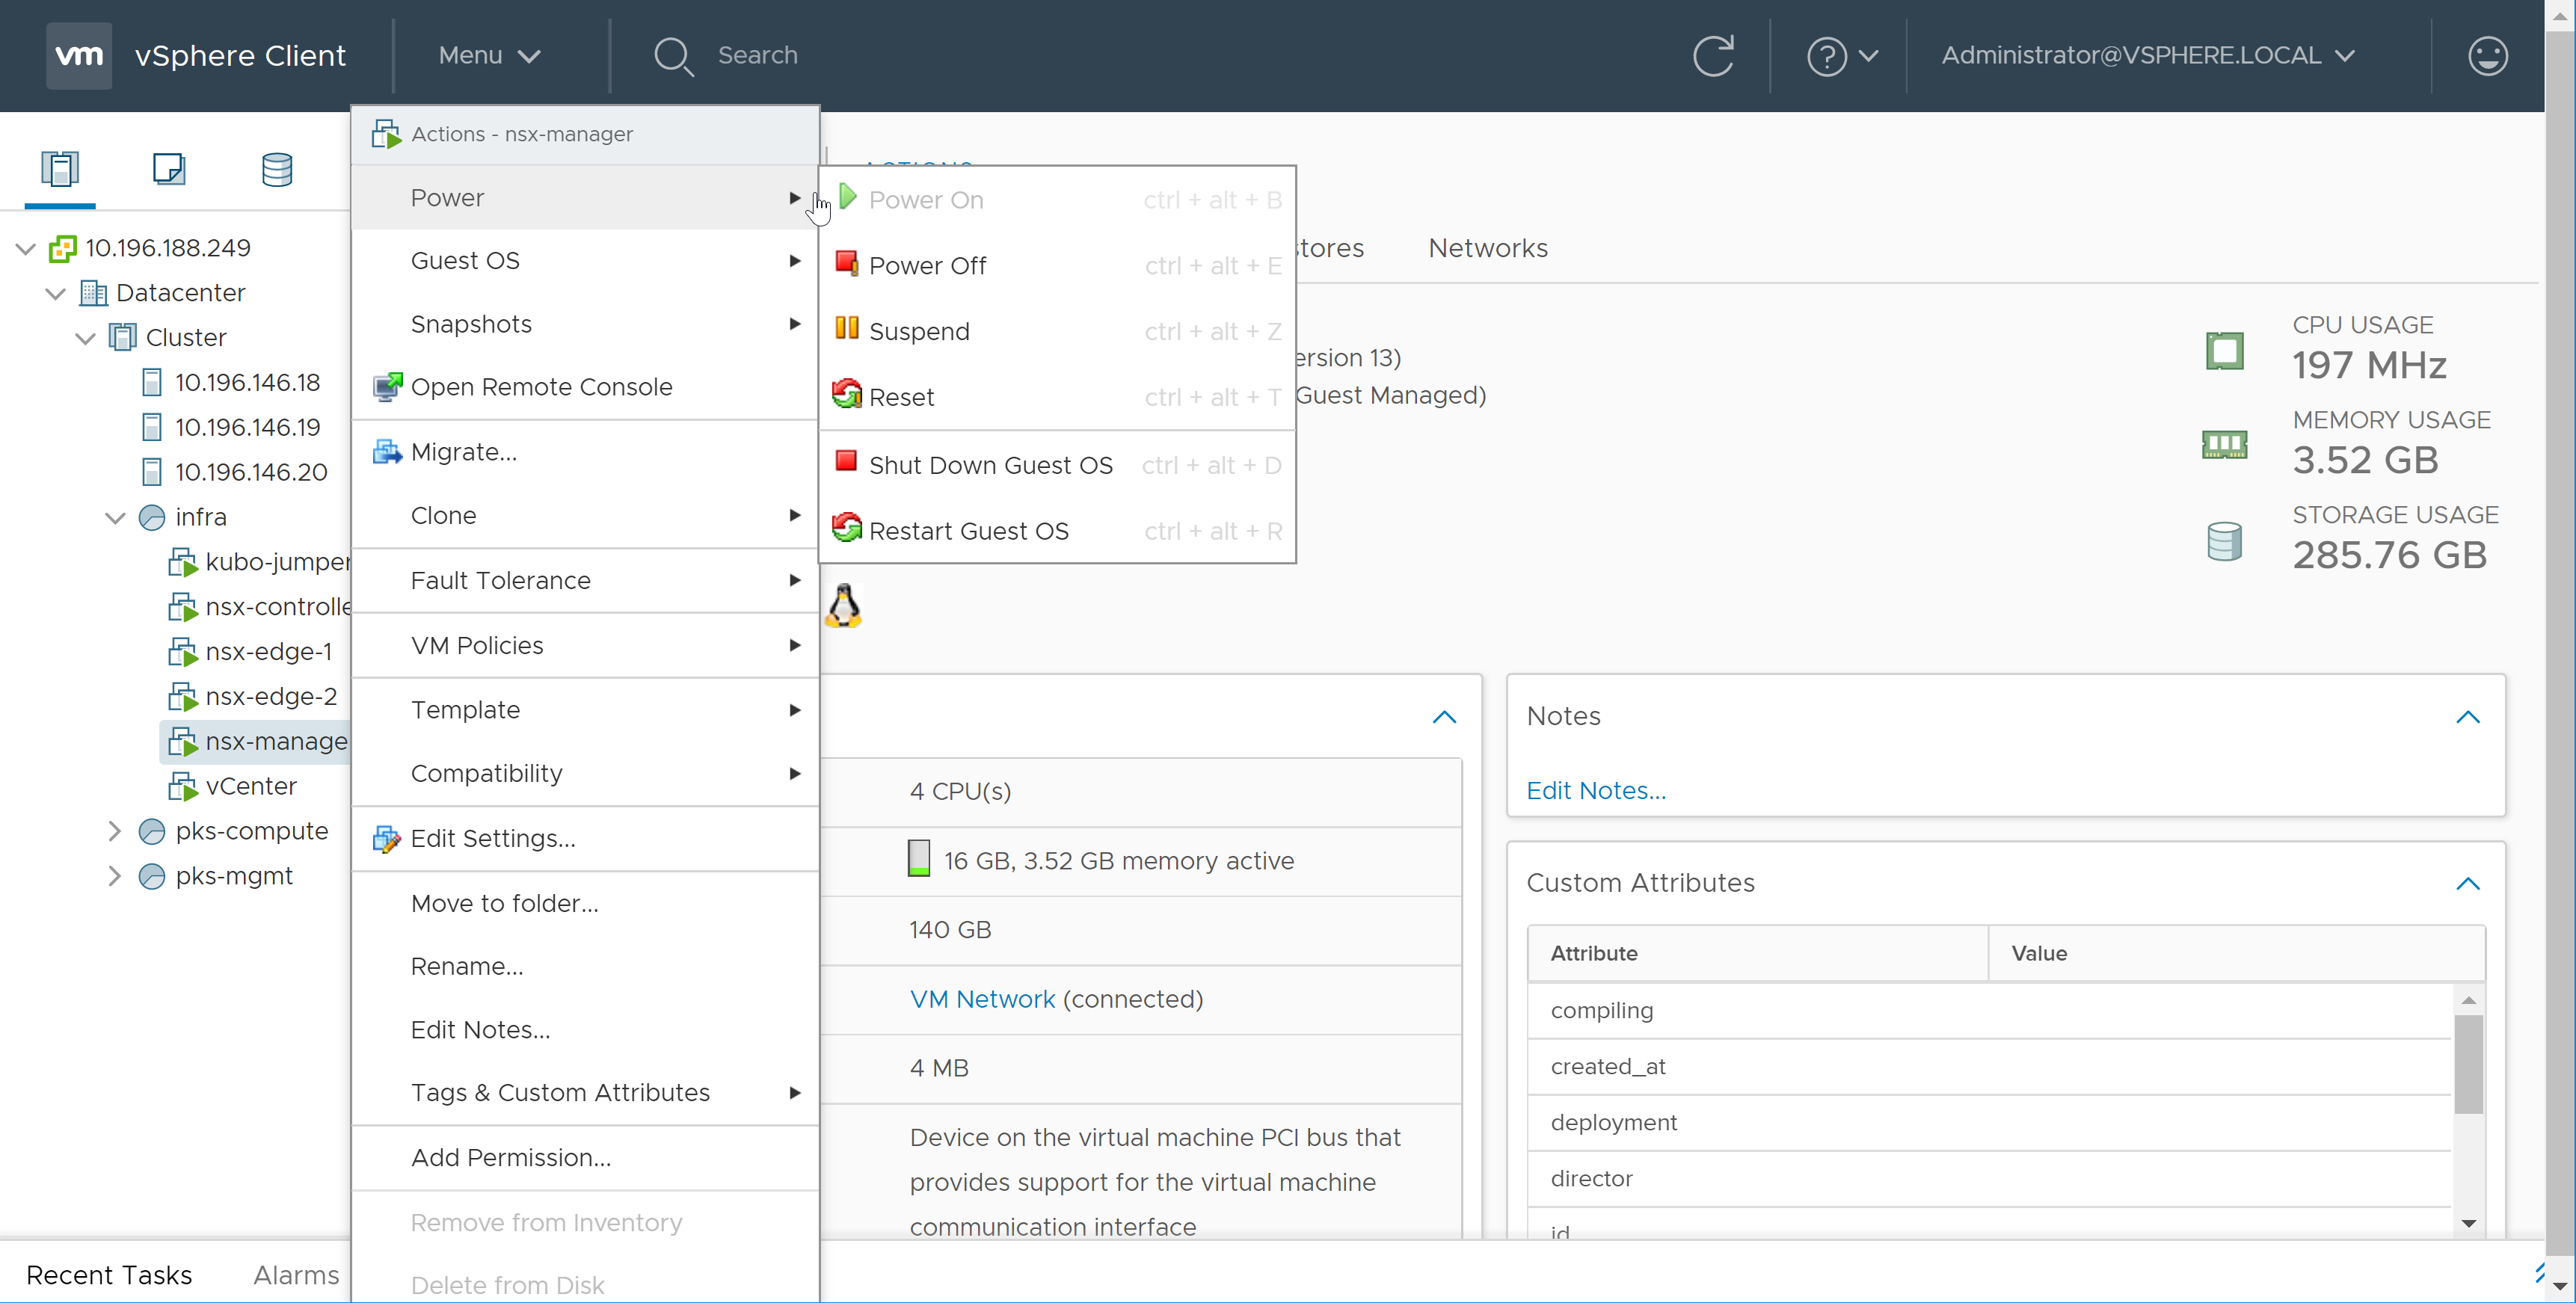 vm vSphere Client Menu Search Administrator@VSPHERE.LOCAL
Actions - nsx-manager
Power
Guest OS
Snapshots
Open Remote Console
Migrate...
Clone
Fault Tolerance
VM Policies
Template
Compatibility
Edit Settings...
Move to folder...
Rename...
Edit Notes...
Tags & Custom Attributes
Add Permission...
Remove from Inventory
Delete from Disk
ACTIONS
Power On ctrl + alt + B
Power Off ctrl + alt + E
Suspend ctrl + alt + Z
Reset ctrl + alt + T
Shut Down Guest OS ctrl + alt + D
Restart Guest OS ctrl + alt + R
10.196.188.249
Datacenter
Cluster
10.196.146.18
10.196.146.19
10.196.146.20
infra
kubo-jumper
nsx-controlle
nsx-edge-1
nsx-edge-2
nsx-manage
vCenter
pks-compute
pks-mgmt
stores Networks
ersion 13)
Guest Managed)
CPU USAGE
197 MHz
MEMORY USAGE
3.52 GB
STORAGE USAGE
285.76 GB
4 CPU(s)
16 GB, 3.52 GB memory active
140 GB
VM Network (connected)
4 MB
Device on the virtual machine PCI bus that
provides support for the virtual machine
communication interface
Notes
Edit Notes...
Custom Attributes
Attribute Value
compiling
created_at
deployment
director
id
Recent Tasks Alarms